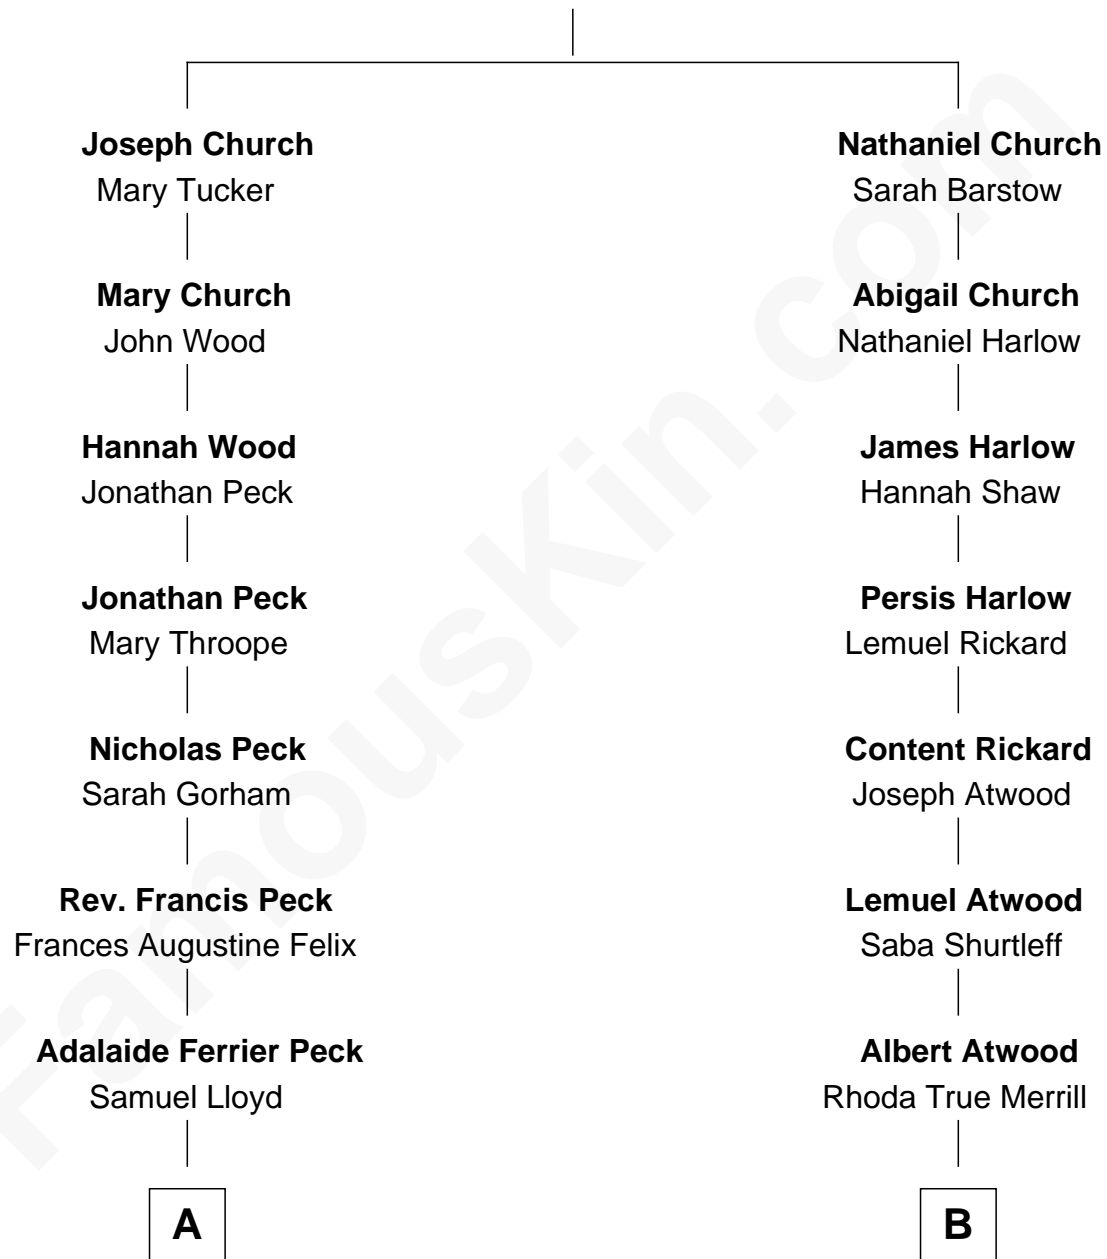 Joseph Church
Mary Tucker
Mary Church
John Wood
Hannah Wood
Jonathan Peck
Jonathan Peck
Mary Throope
Nicholas Peck
Sarah Gorham
Rev. Francis Peck
Frances Augustine Felix
Adalaide Ferrier Peck
Samuel Lloyd
A
Nathaniel Church
Sarah Barstow
Abigail Church
Nathaniel Harlow
James Harlow
Hannah Shaw
Persis Harlow
Lemuel Rickard
Content Rickard
Joseph Atwood
Lemuel Atwood
Saba Shurtleff
Albert Atwood
Rhoda True Merrill
B
FamousKin.com